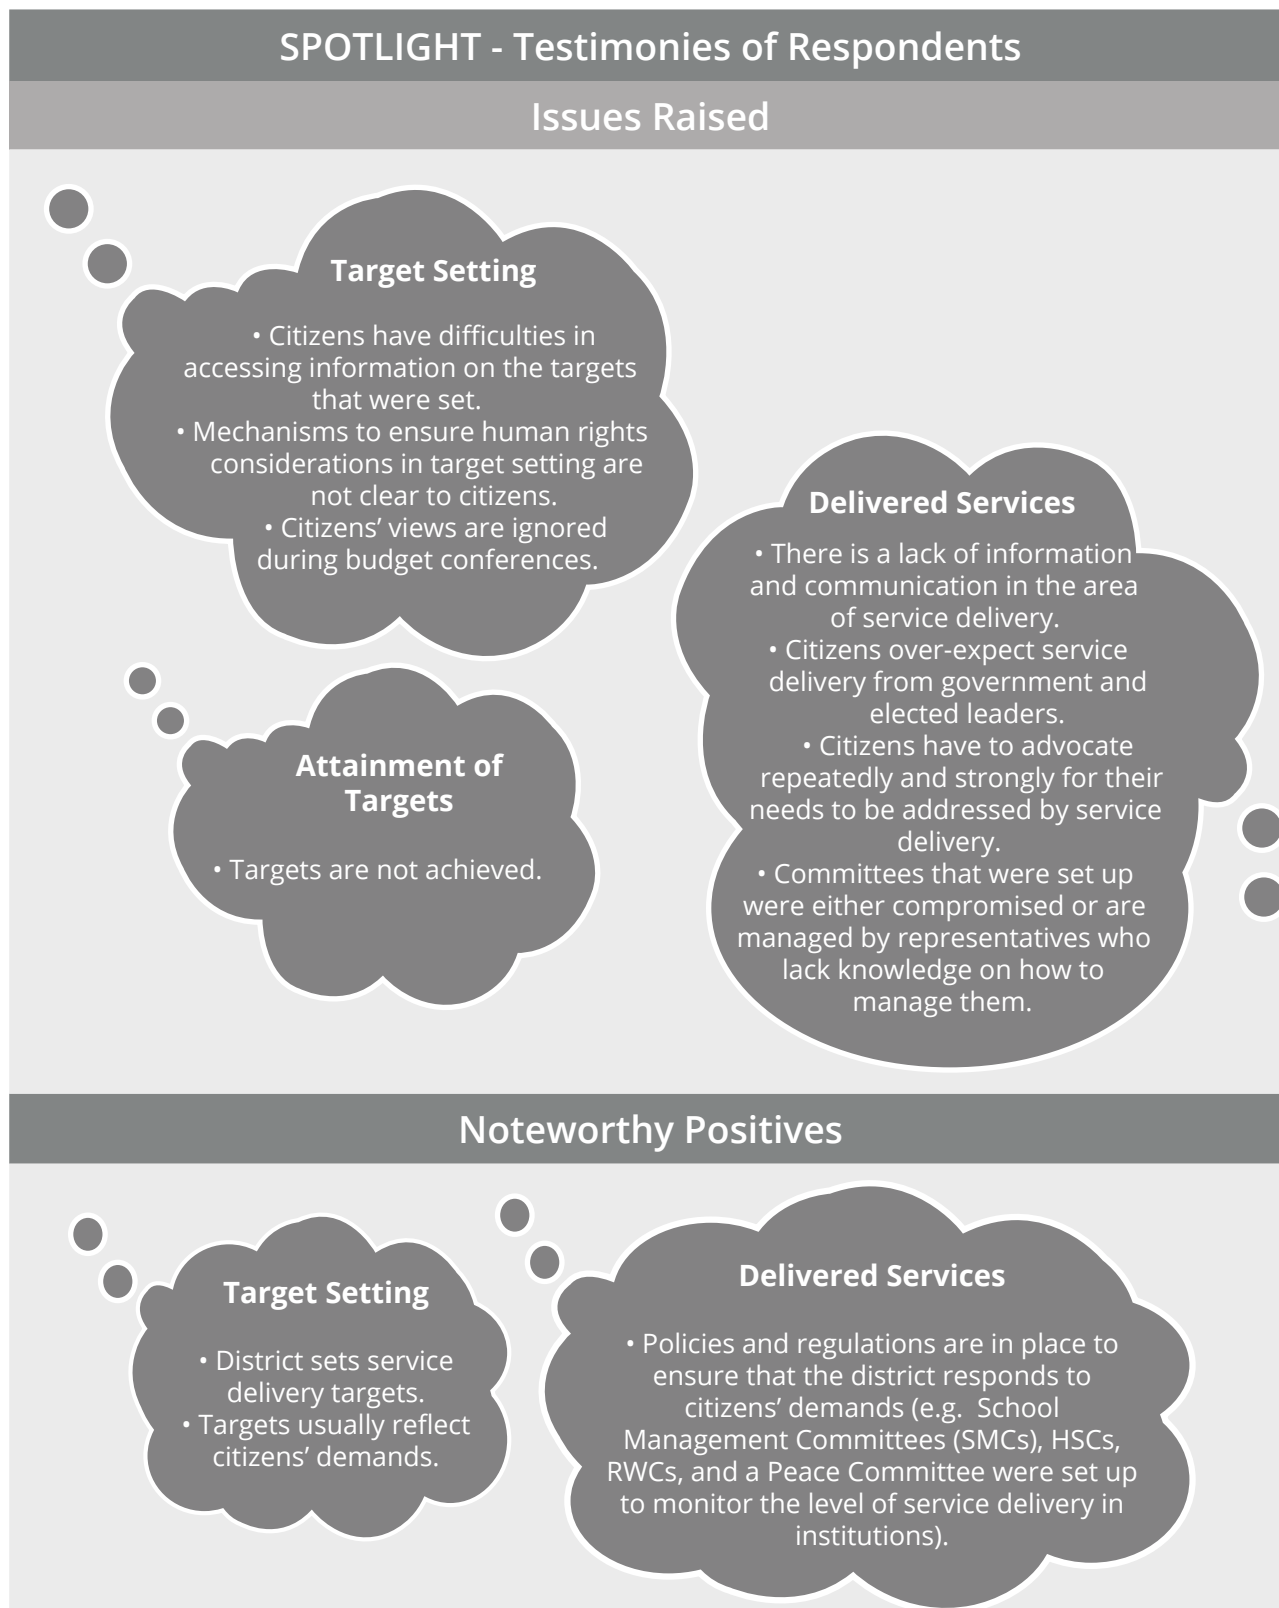 SPOTLIGHT - Testimonies of Respondents
Issues Raised
Target Setting
• Citizens have difficulties in
accessing information on the targets
that were set.
• Mechanisms to ensure human rights
considerations in target setting are
not clear to citizens.
• Citizens’ views are ignored
during budget conferences.
Attainment of
Targets
• Targets are not achieved.
Delivered Services
• There is a lack of information
and communication in the area
of service delivery.
• Citizens over-expect service
delivery from government and
elected leaders.
• Citizens have to advocate
repeatedly and strongly for their
needs to be addressed by service
delivery.
• Committees that were set up
were either compromised or are
managed by representatives who
lack knowledge on how to
manage them.
Noteworthy Positives
Target Setting
• District sets service
delivery targets.
• Targets usually reflect
citizens’ demands.
Delivered Services
• Policies and regulations are in place to
ensure that the district responds to
citizens’ demands (e.g. School
Management Committees (SMCs), HSCs,
RWCs, and a Peace Committee were set up
to monitor the level of service delivery in
institutions).